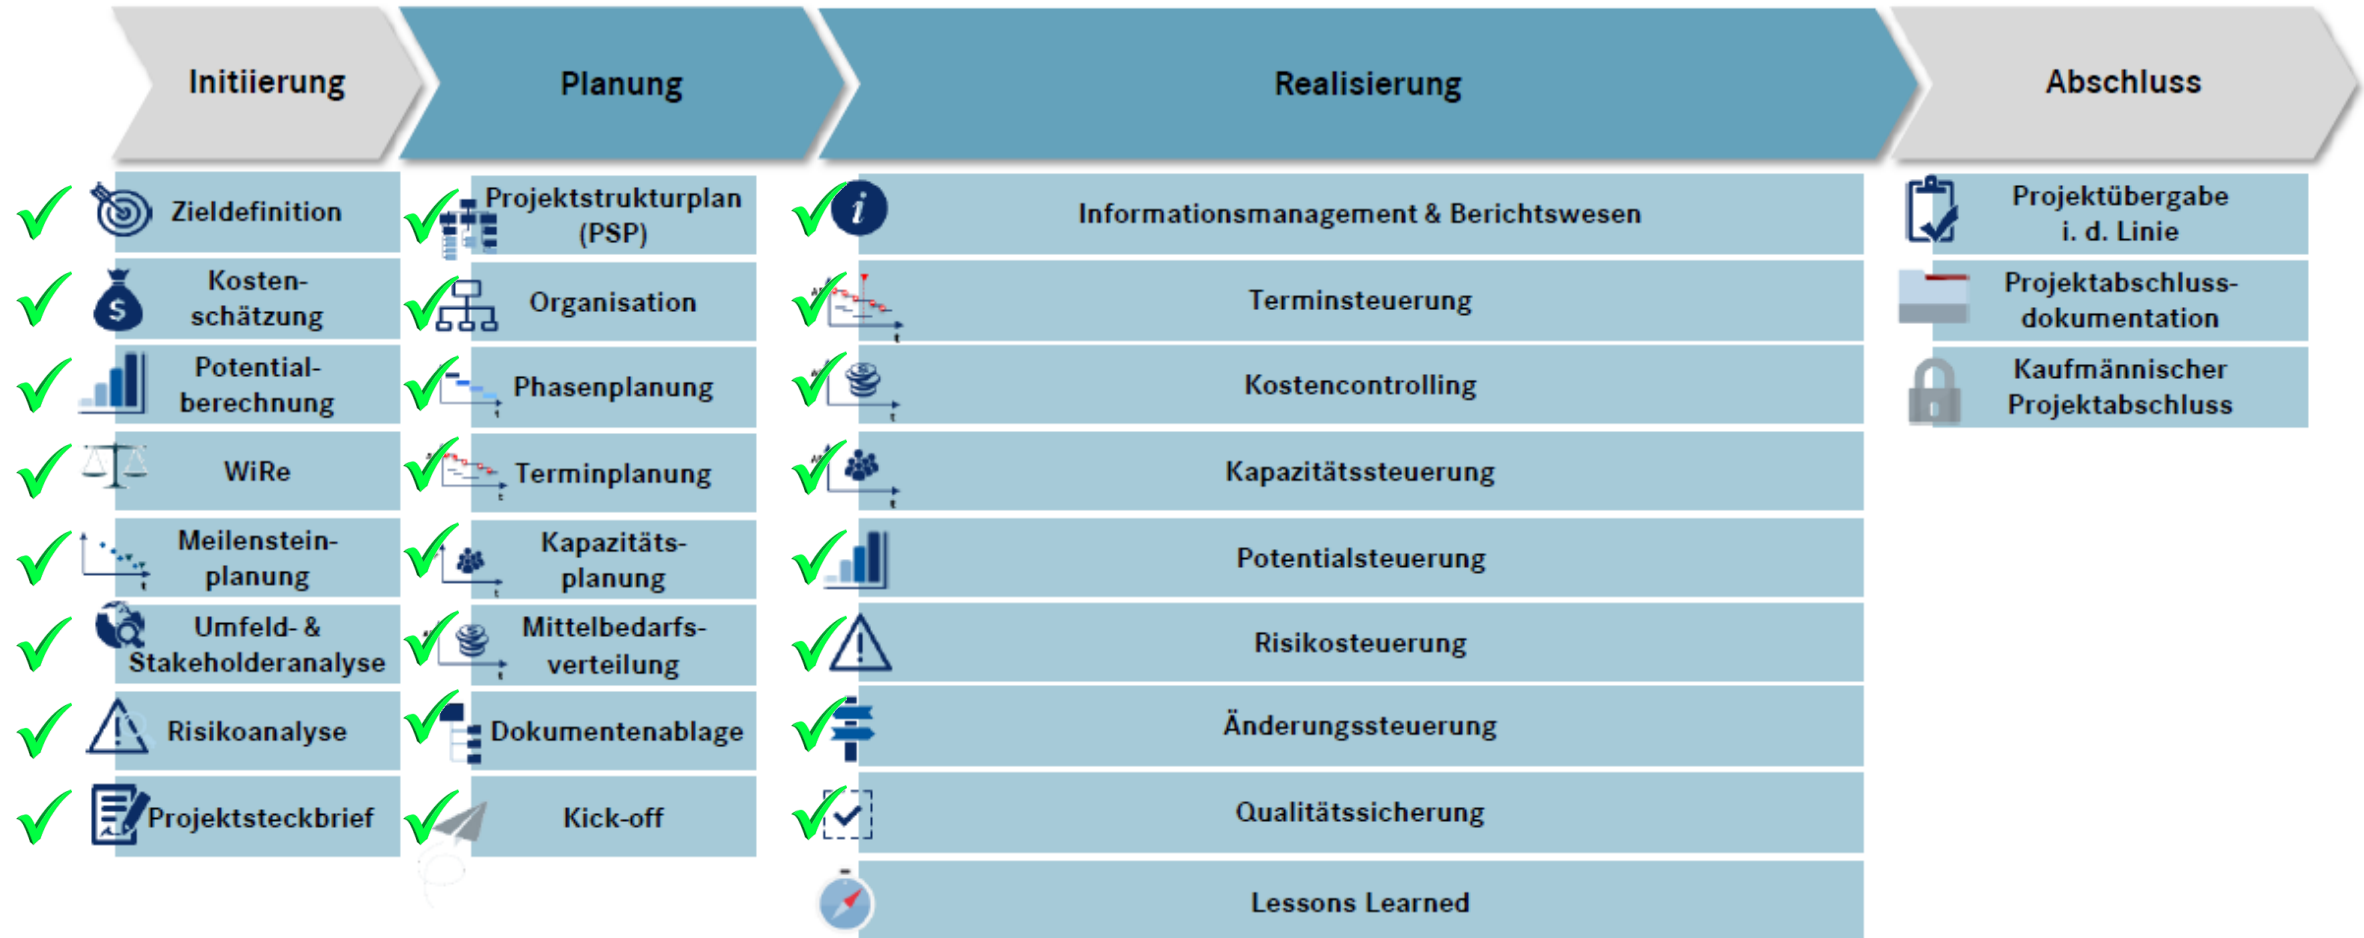 Initiierung
Planung
Realisierung
Abschluss
Zieldefinition
Kosten-
schätzung
Potential-
berechnung
WiRe
Meilenstein-
planung
Umfeld- &
Stakeholderanalyse
Risikoanalyse
Projektsteckbrief
Projektstrukturplan
(PSP)
Organisation
Phasenplanung
Terminplanung
Kapazitäts-
planung
Mittelbedarfs-
verteilung
Dokumentenablage
Kick-off
Informationsmanagement & Berichtswesen
Terminsteuerung
Kostencontrolling
Kapazitätssteuerung
Potentialsteuerung
Risikosteuerung
Änderungssteuerung
Qualitätssicherung
Lessons Learned
Projektübergabe
i. d. Linie
Projektabschluss-
dokumentation
Kaufmännischer
Projektabschluss